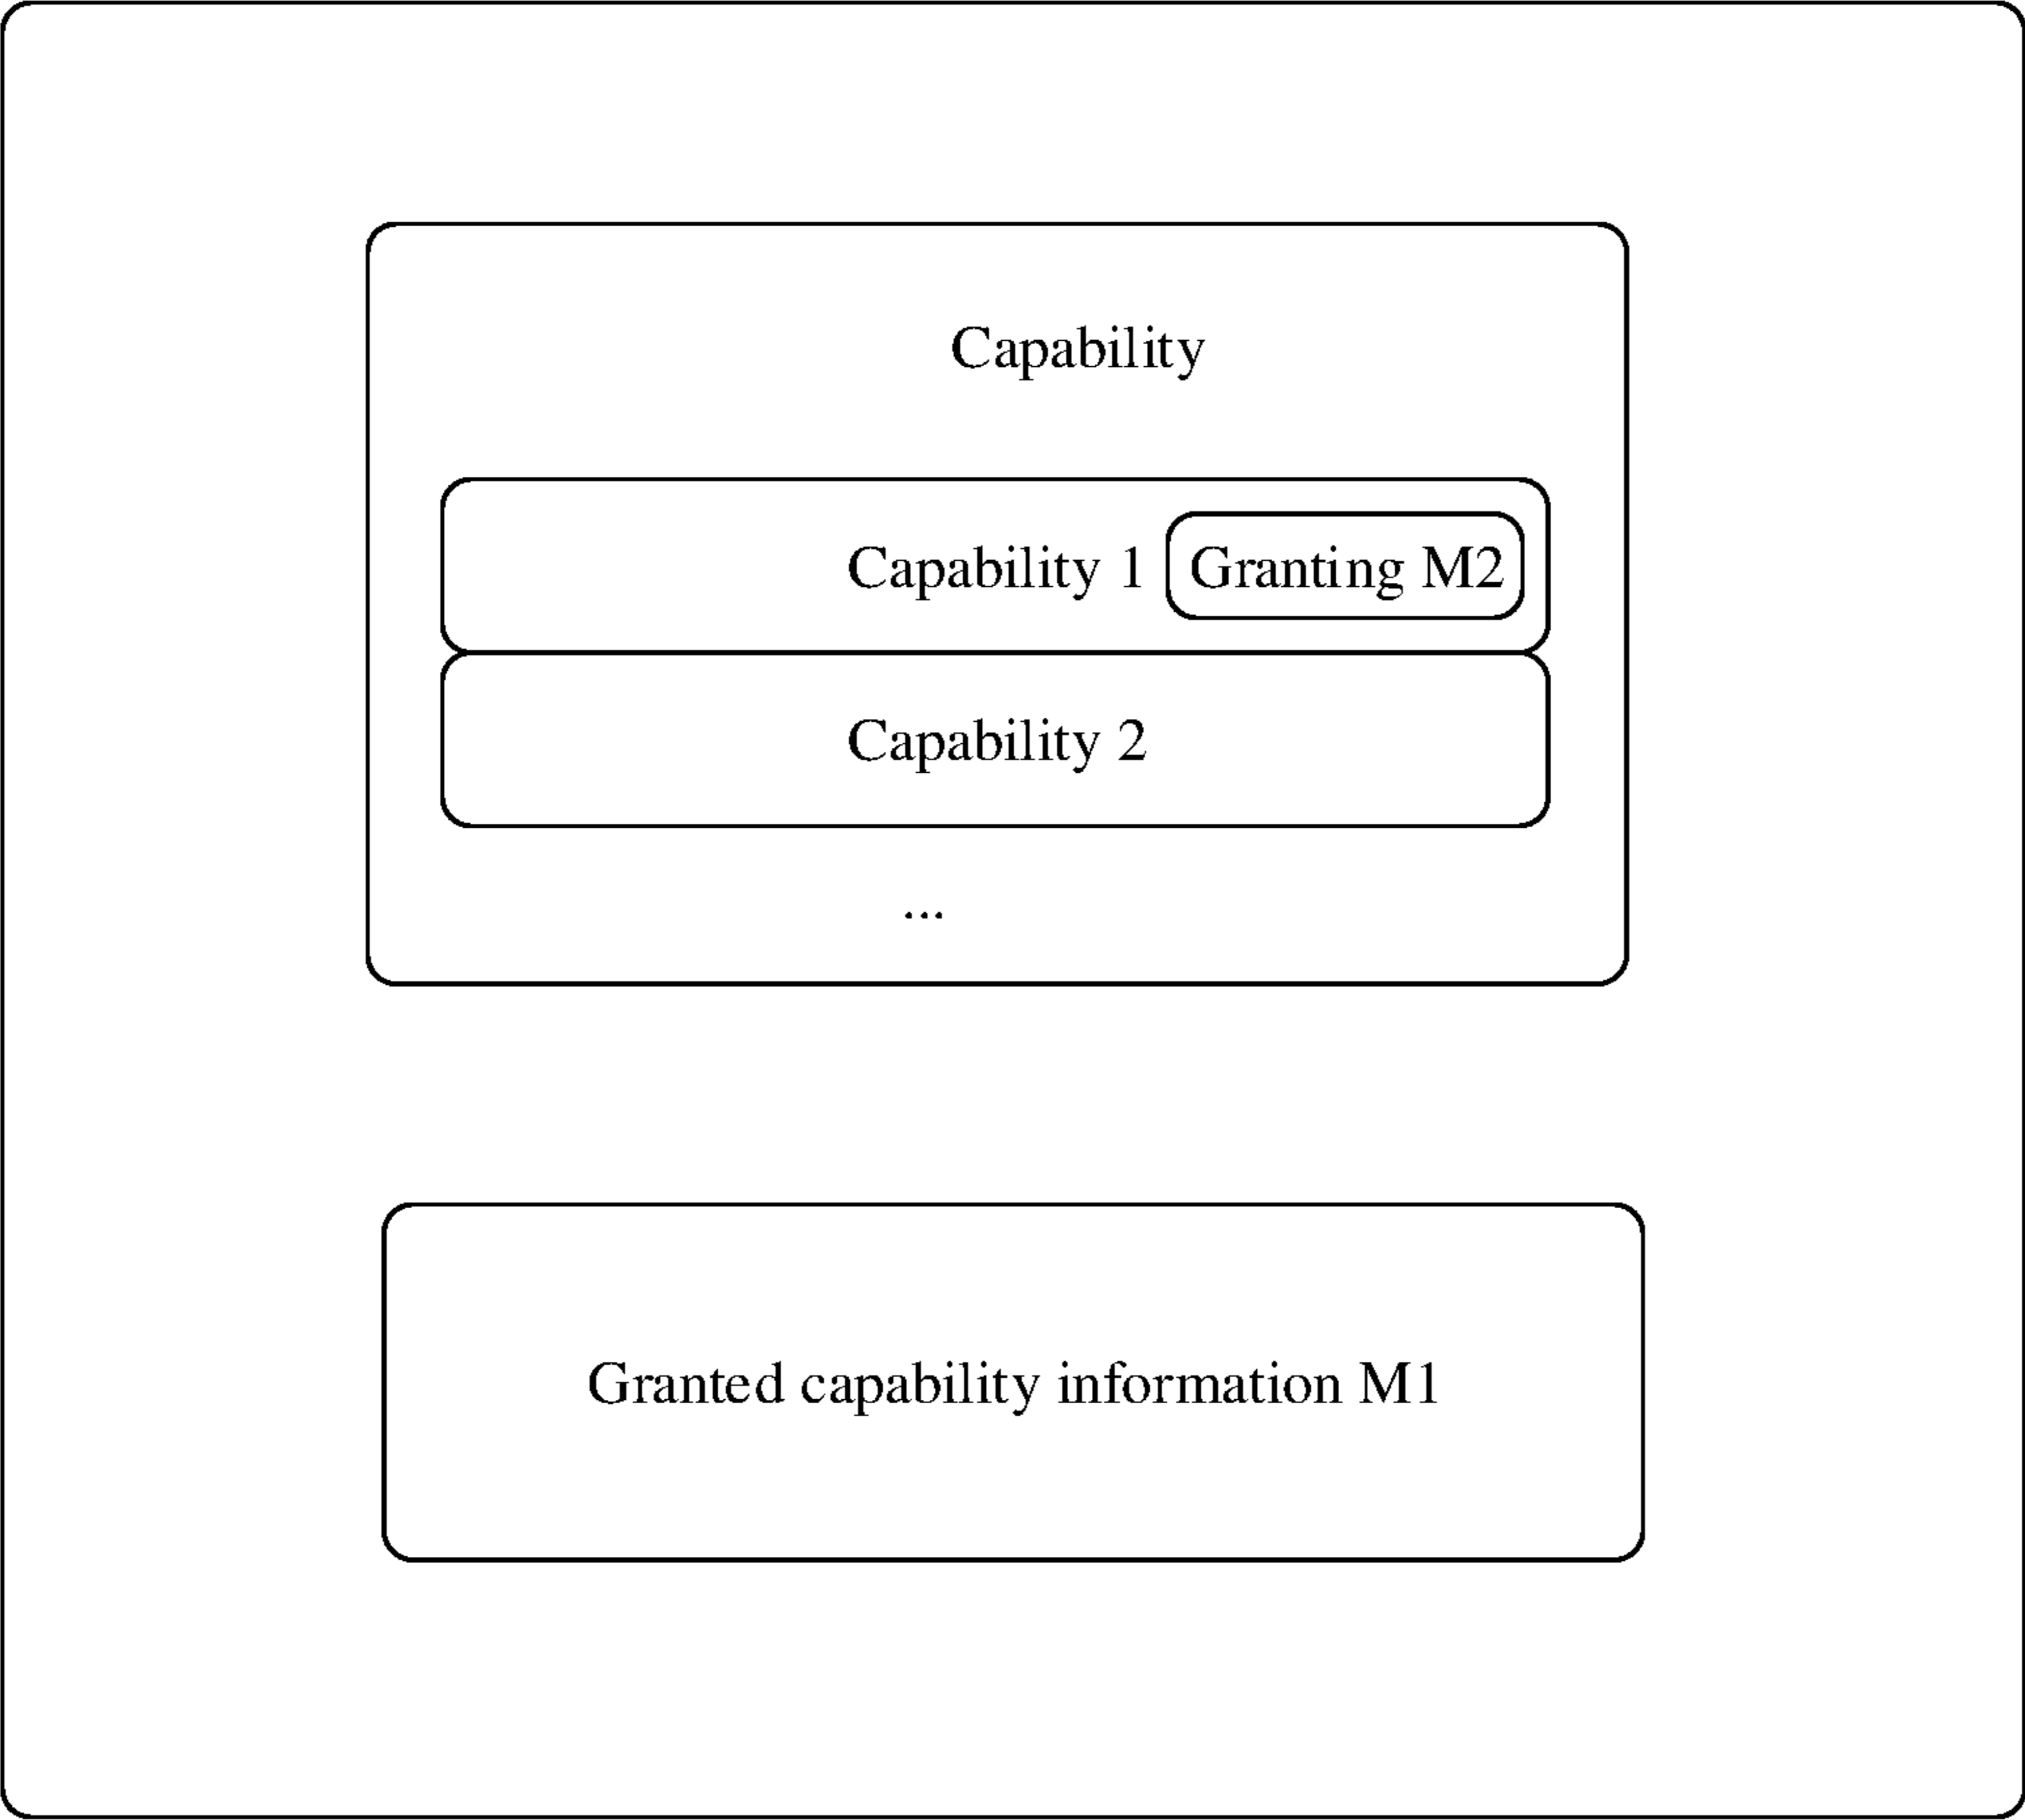 Capability
Capability 1 Granting M2
Capability 2
...
Granted capability information M1